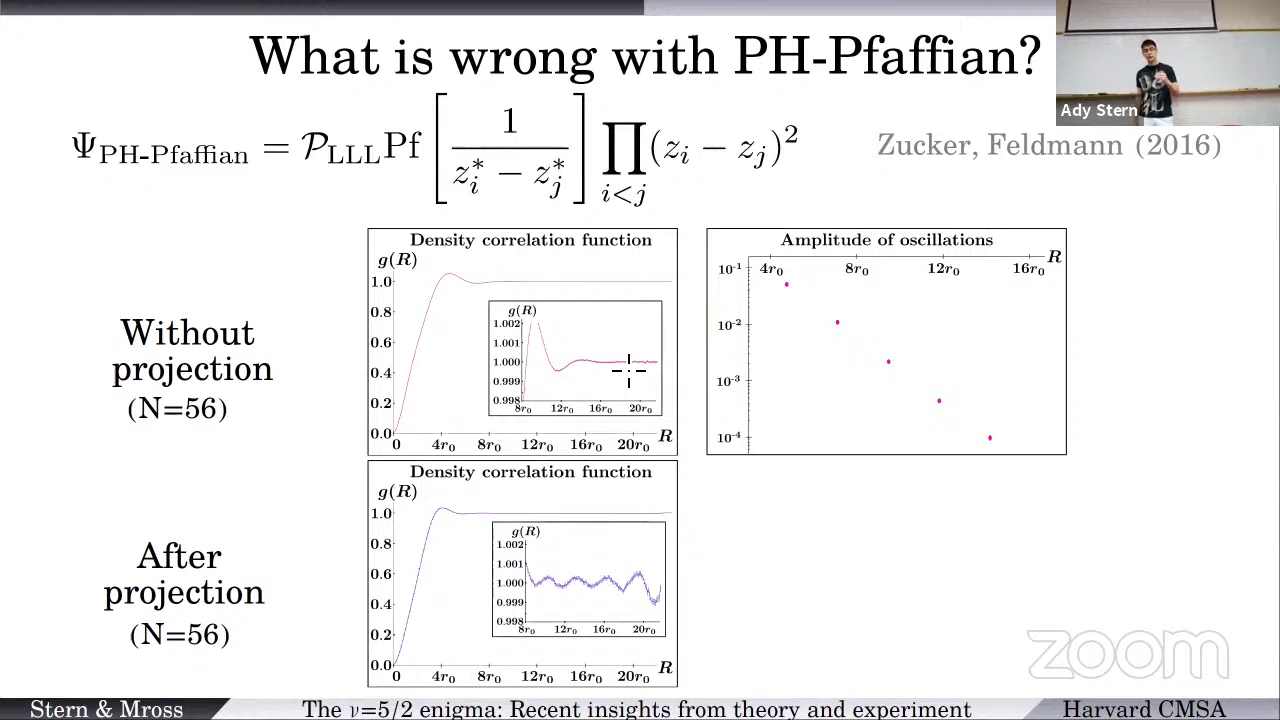 What is wrong with PH-Pfaffian?
Ady Stern
Ψ_PH-Pfaffian = 𝒫_LLL Pf [ 1 / (z_i^* − z_j^*) ] ∏_{i<j} (z_i − z_j)^2
Zucker, Feldmann (2016)
Without
projection
(N=56)
Density correlation function
g(R)
1.0
0.8
0.6
0.4
0.2
0.0
0 4r₀ 8r₀ 12r₀ 16r₀ 20r₀ R
g(R)
1.002
1.001
1.000
0.999
0.998
8r₀ 12r₀ 16r₀ 20r₀
Amplitude of oscillations
R
4r₀ 8r₀ 12r₀ 16r₀
10⁻¹
10⁻²
10⁻³
10⁻⁴
After
projection
(N=56)
Density correlation function
g(R)
1.0
0.8
0.6
0.4
0.2
0.0
0 4r₀ 8r₀ 12r₀ 16r₀ 20r₀ R
g(R)
1.002
1.001
1.000
0.999
0.998
8r₀ 12r₀ 16r₀ 20r₀
zoom
Stern & Mross
The ν=5/2 enigma: Recent insights from theory and experiment
Harvard CMSA